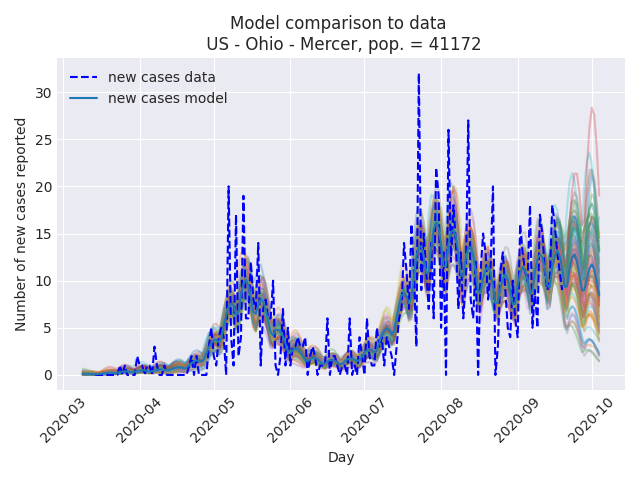 Model comparison to data
US - Ohio - Mercer, pop. = 41172
new cases data
new cases model
Number of new cases reported
30
25
20
15
10
5
0
2020-03
2020-04
2020-05
2020-06
2020-07
2020-08
2020-09
2020-10
Day